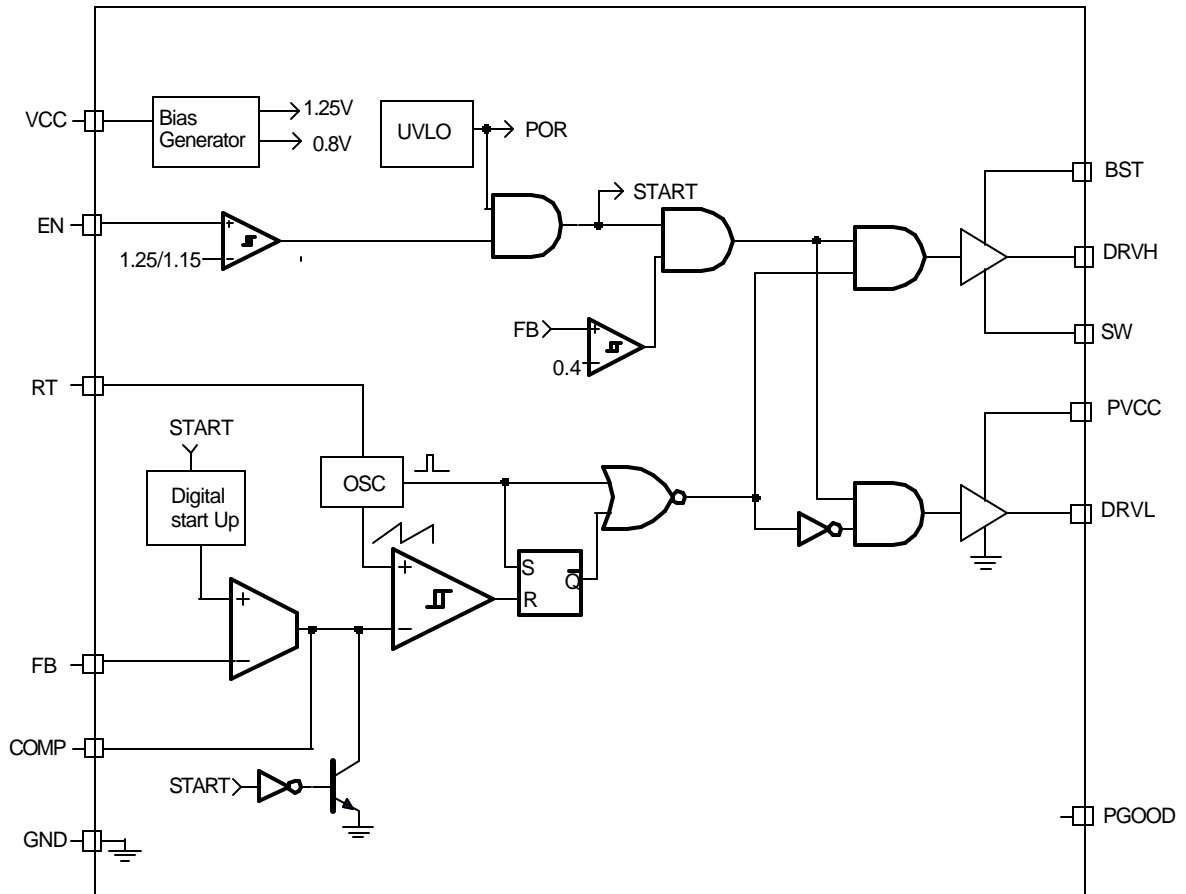 VCC
Bias
Generator
1.25V
0.8V
UVLO
POR
BST
EN
+
−
1.25/1.15
START
DRVH
FB
+
0.4
−
SW
RT
PVCC
START
OSC
Digital
start Up
DRVL
+
S
Q
R
+
−
FB
−
COMP
START
GND
PGOOD